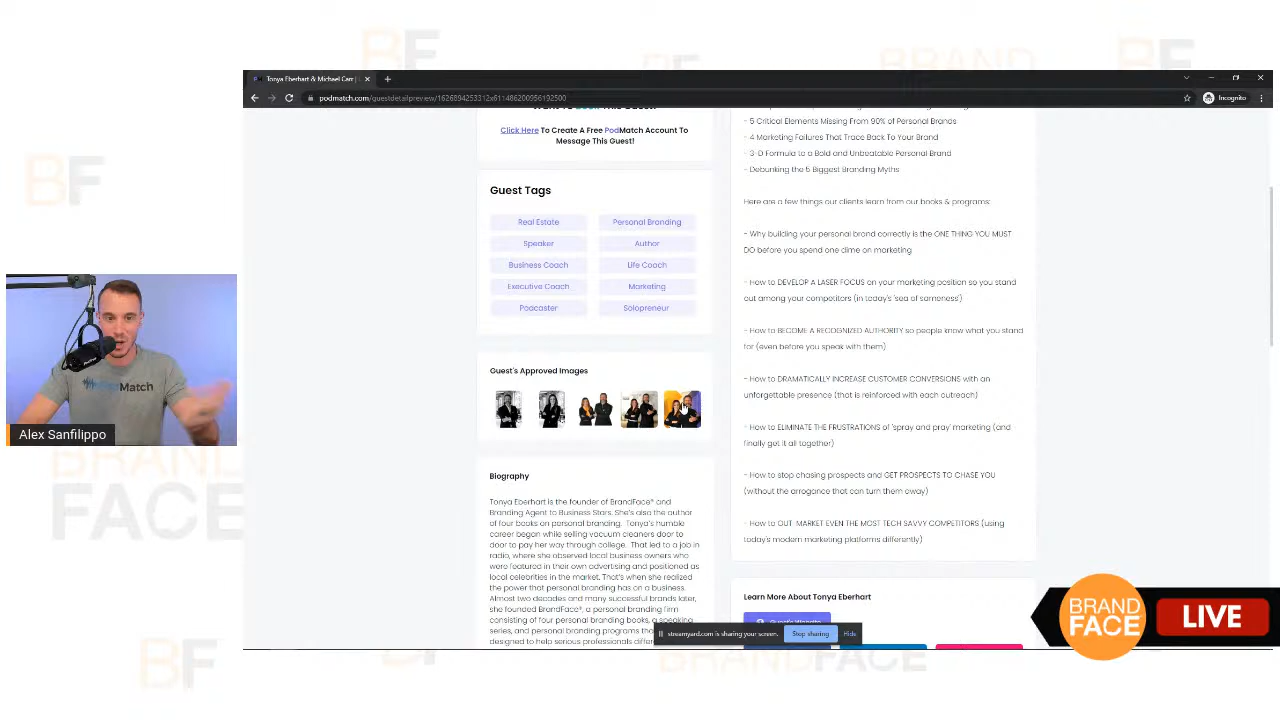 Tonya Eberhart & Michael Carr | L
podmatch.com/guestdetailpreview/1626894253312x611486200956192500
Incognito
Click Here To Create A Free PodMatch Account To
Message This Guest!
Guest Tags
Real Estate
Personal Branding
Speaker
Author
Business Coach
Life Coach
Executive Coach
Marketing
Podcaster
Solopreneur
Guest's Approved Images
Biography
Tonya Eberhart is the founder of BrandFace® and
Branding Agent to Business Stars. She's also the author
of four books on personal branding. Tonya's humble
career began while selling vacuum cleaners door to
door to pay her way through college. That led to a job in
radio, where she observed local business owners who
were featured in their own advertising and positioned as
local celebrities in the market. That's when she realized
the power that personal branding has on a business.
Almost two decades and many successful brands later,
she founded BrandFace®, a personal branding firm
consisting of four personal branding books, a speaking
series, and personal branding programs
designed to help serious professionals
- 5 Critical Elements Missing From 90% of Personal Brands
- 4 Marketing Failures That Trace Back To Your Brand
- 3-D Formula to a Bold and Unbeatable Personal Brand
- Debunking the 5 Biggest Branding Myths
Here are a few things our clients learn from our books & programs:
- Why building your personal brand correctly is the ONE THING YOU MUST
DO before you spend one dime on marketing
- How to DEVELOP A LASER FOCUS on your marketing position so you stand
out among your competitors (in today's 'sea of sameness')
- How to BECOME A RECOGNIZED AUTHORITY so people know what you stand
for (even before you speak with them)
- How to DRAMATICALLY INCREASE CUSTOMER CONVERSIONS with an
unforgettable presence (that is reinforced with each outreach)
- How to ELIMINATE THE FRUSTRATIONS of 'spray and pray' marketing (and
finally get it all together)
- How to stop chasing prospects and GET PROSPECTS TO CHASE YOU
(without the arrogance that can turn them away)
- How to OUT-MARKET EVEN THE MOST TECH SAVVY COMPETITORS (using
today's modern marketing platforms differently)
Learn More About Tonya Eberhart
Guest's Website
streamyard.com is sharing your screen.
Stop sharing
Hide
Match
Alex Sanfilippo
BRAND
FACE
LIVE
BF
BRAND
FACE